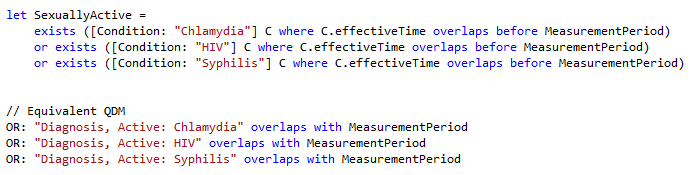 let SexuallyActive =
exists ([Condition: "Chlamydia"] C where C.effectiveTime overlaps before MeasurementPeriod)
or exists ([Condition: "HIV"] C where C.effectiveTime overlaps before MeasurementPeriod)
or exists ([Condition: "Syphilis"] C where C.effectiveTime overlaps before MeasurementPeriod)
// Equivalent QDM
OR: "Diagnosis, Active: Chlamydia" overlaps with MeasurementPeriod
OR: "Diagnosis, Active: HIV" overlaps with MeasurementPeriod
OR: "Diagnosis, Active: Syphilis" overlaps with MeasurementPeriod